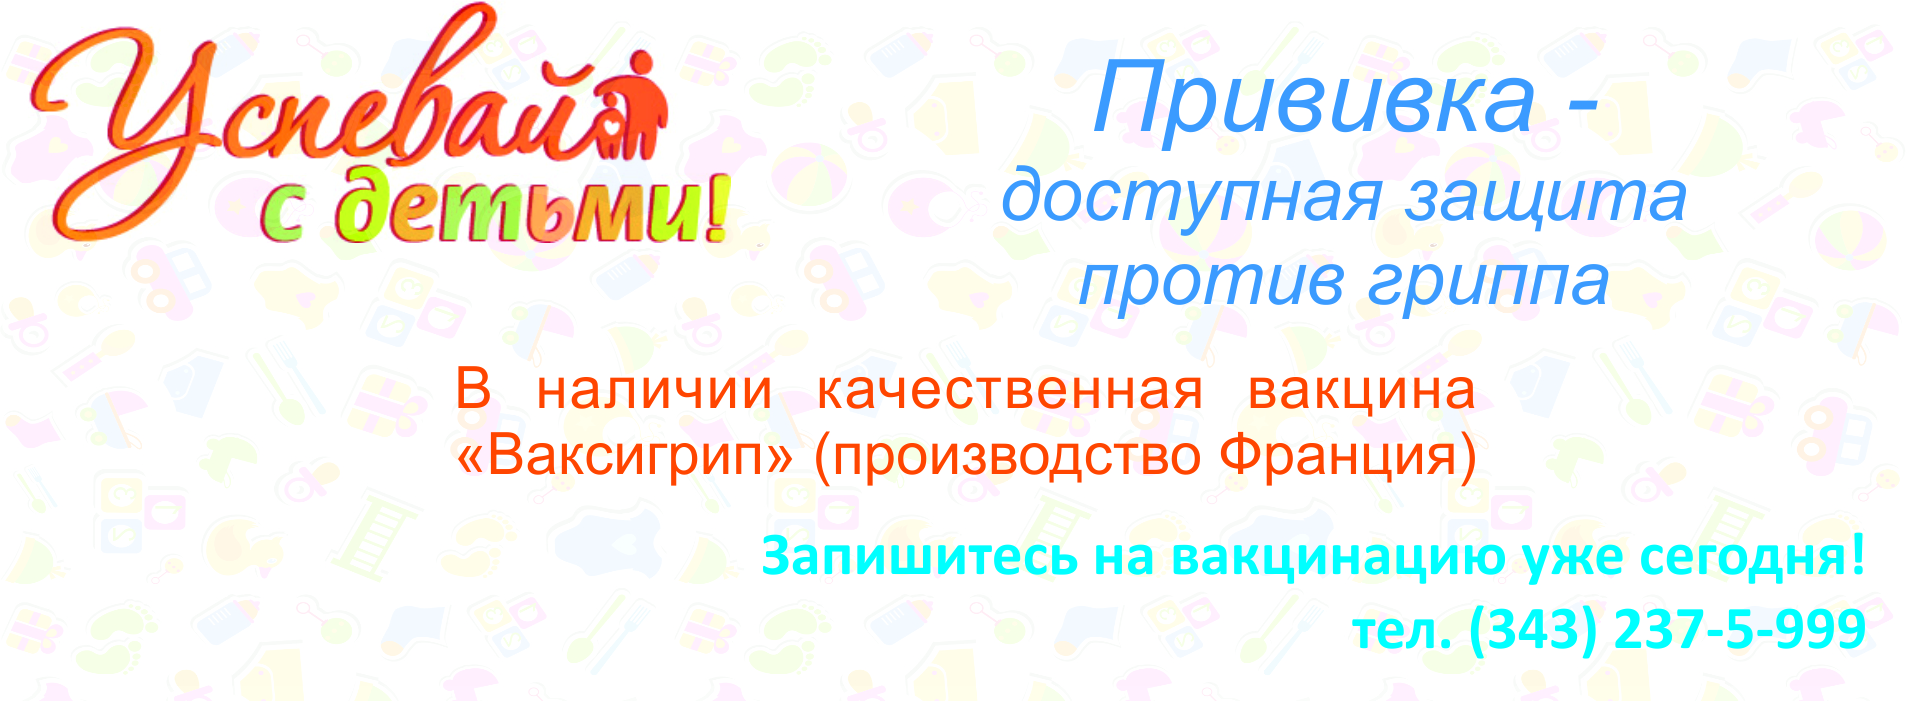 Успевай
с детьми!
Прививка -
доступная защита
против гриппа
В наличии качественная вакцина
«Ваксигрип» (производство Франция)
Запишитесь на вакцинацию уже сегодня!
тел. (343) 237-5-999